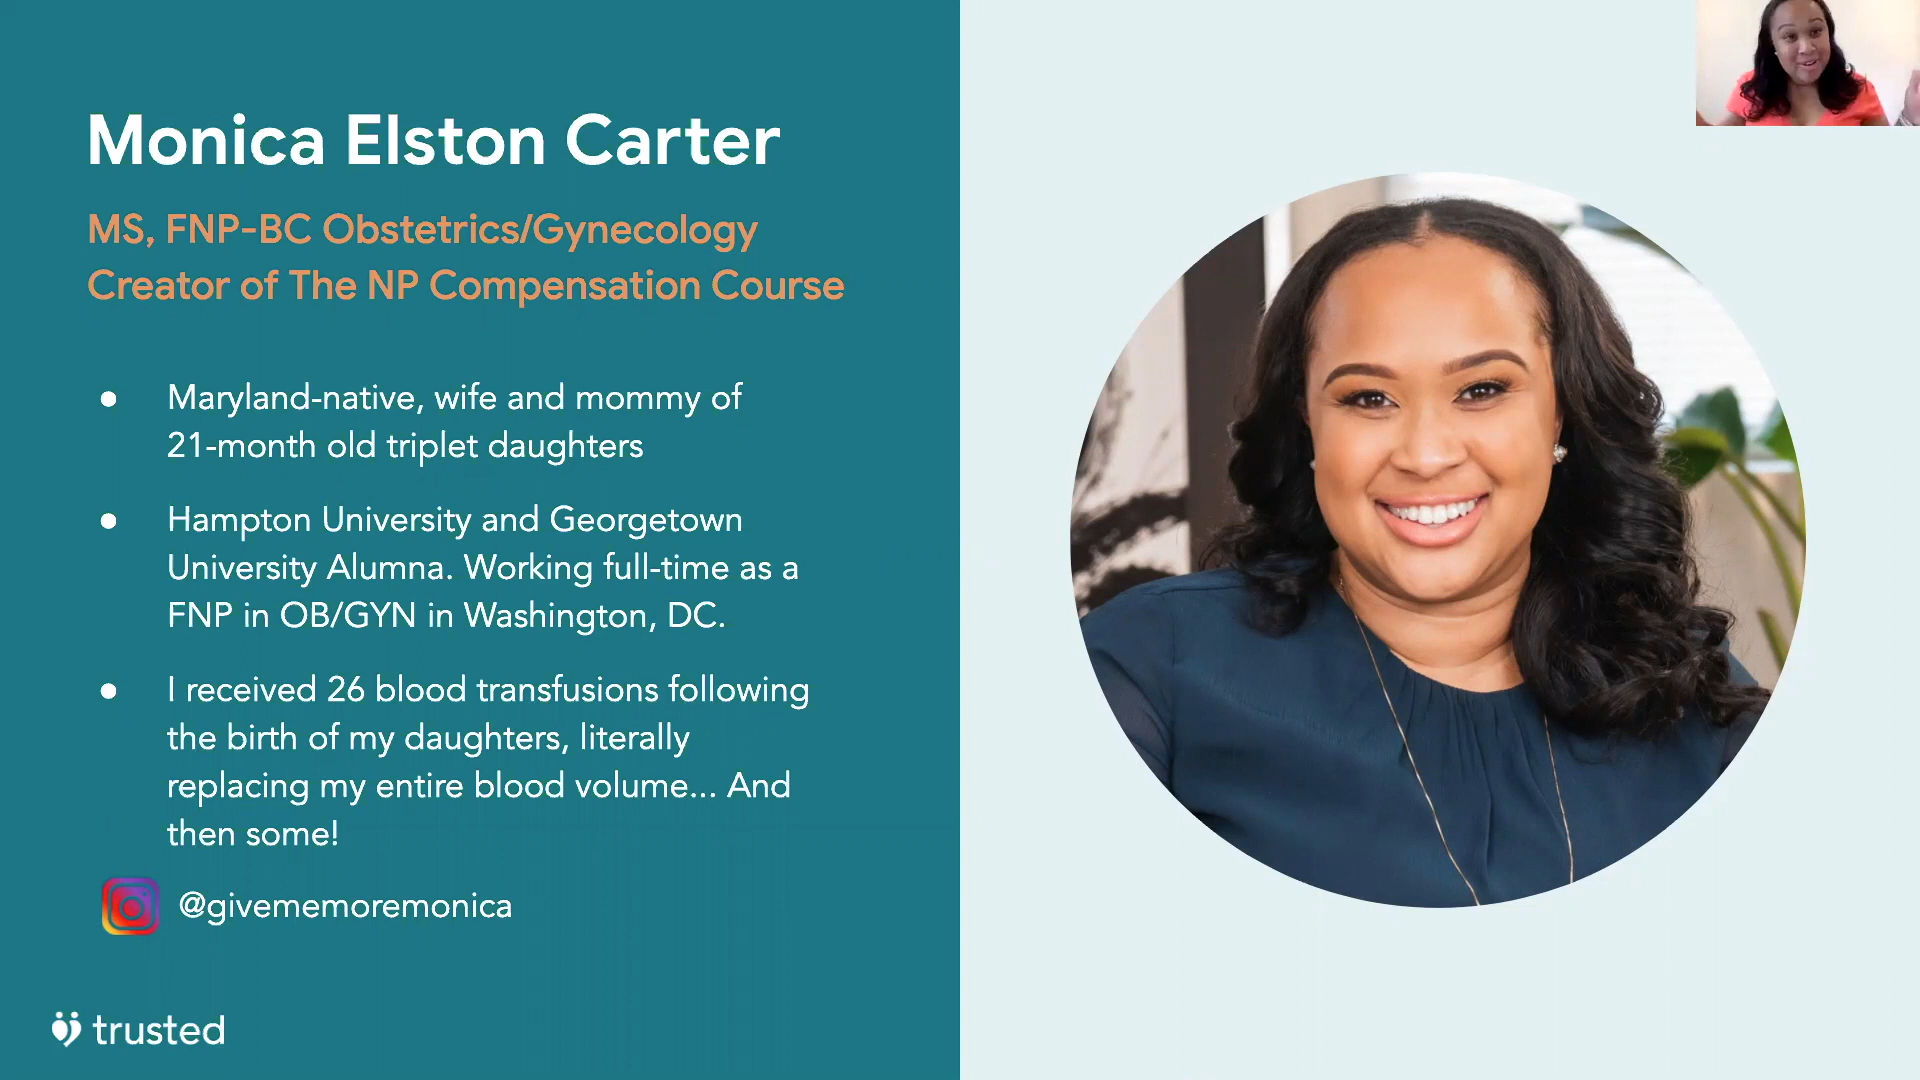 Monica Elston Carter
MS, FNP-BC Obstetrics/Gynecology
Creator of The NP Compensation Course
● Maryland-native, wife and mommy of
21-month old triplet daughters
● Hampton University and Georgetown
University Alumna. Working full-time as a
FNP in OB/GYN in Washington, DC.
● I received 26 blood transfusions following
the birth of my daughters, literally
replacing my entire blood volume... And
then some!
@givememoremonica
trusted